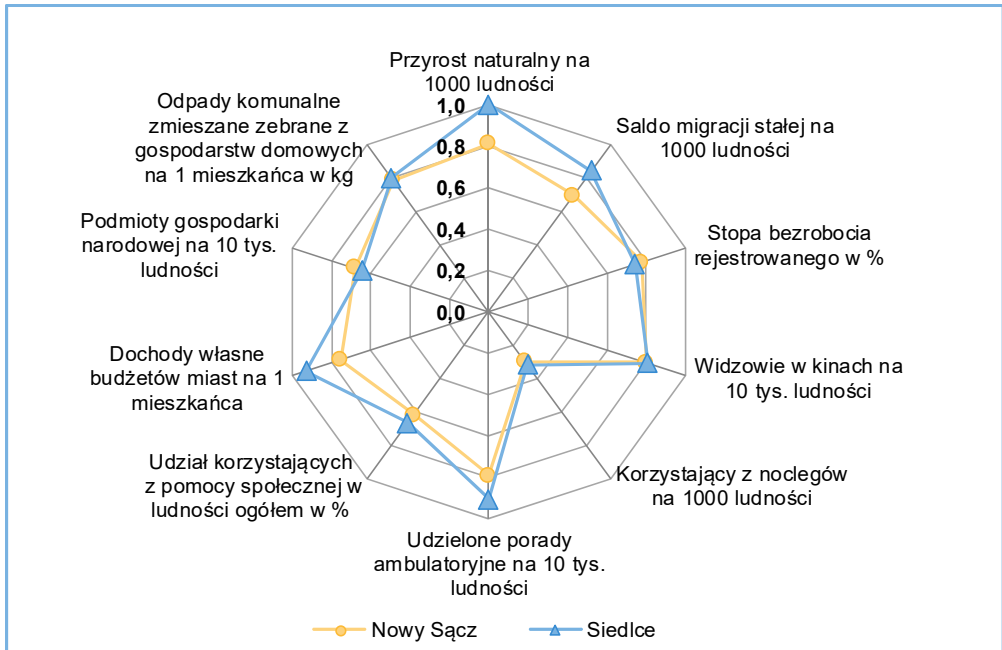 Przyrost naturalny na
1000 ludności
Saldo migracji stałej na
1000 ludności
Stopa bezrobocia
rejestrowanego w %
Widzowie w kinach na
10 tys. ludności
Korzystający z noclegów
na 1000 ludności
Udzielone porady
ambulatoryjne na 10 tys.
ludności
Udział korzystających
z pomocy społecznej w
ludności ogółem w %
Dochody własne
budżetów miast na 1
mieszkańca
Podmioty gospodarki
narodowej na 10 tys.
ludności
Odpady komunalne
zmieszane zebrane z
gospodarstw domowych
na 1 mieszkańca w kg
1,0
0,8
0,6
0,4
0,2
0,0
Nowy Sącz
Siedlce